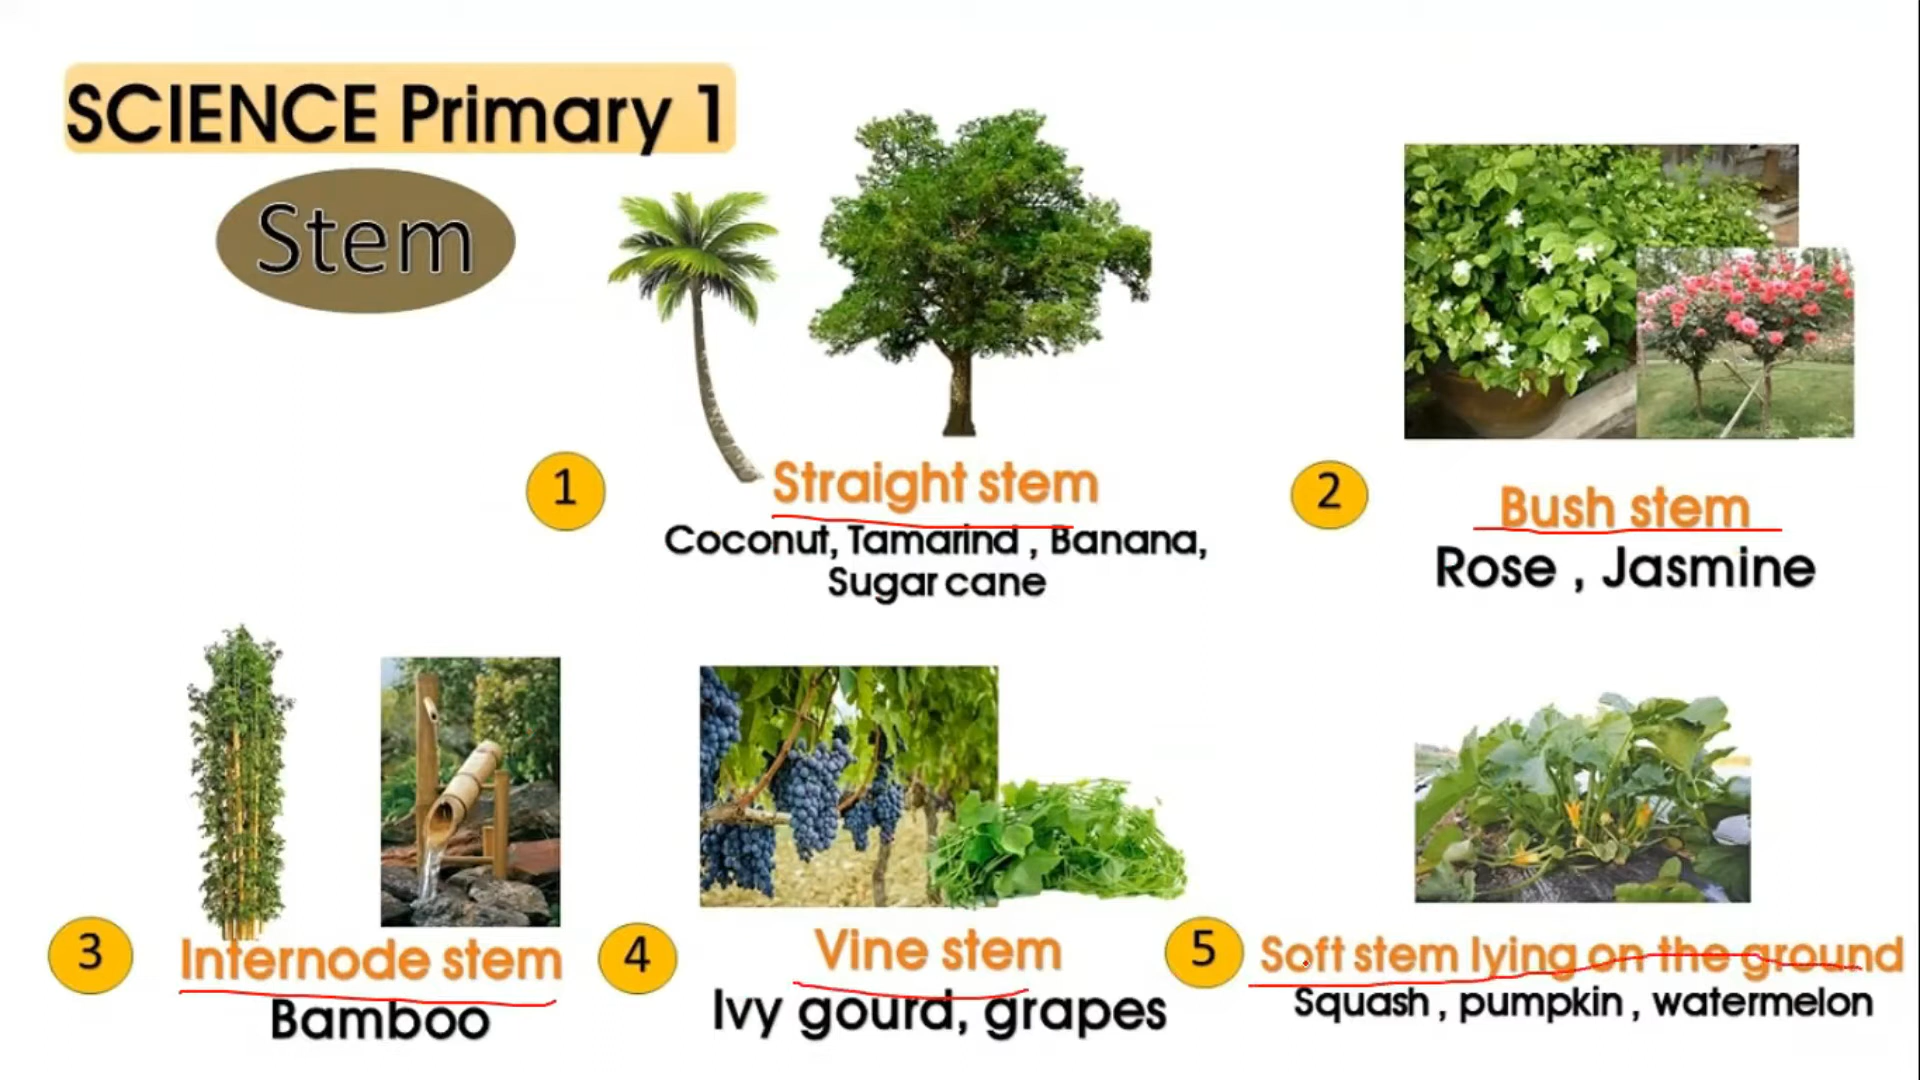 SCIENCE Primary 1
Stem
1
Straight stem
Coconut, Tamarind , Banana,
Sugar cane
2
Bush stem
Rose , Jasmine
3
Internode stem
Bamboo
4
Vine stem
Ivy gourd, grapes
5
Soft stem lying on the ground
Squash , pumpkin , watermelon